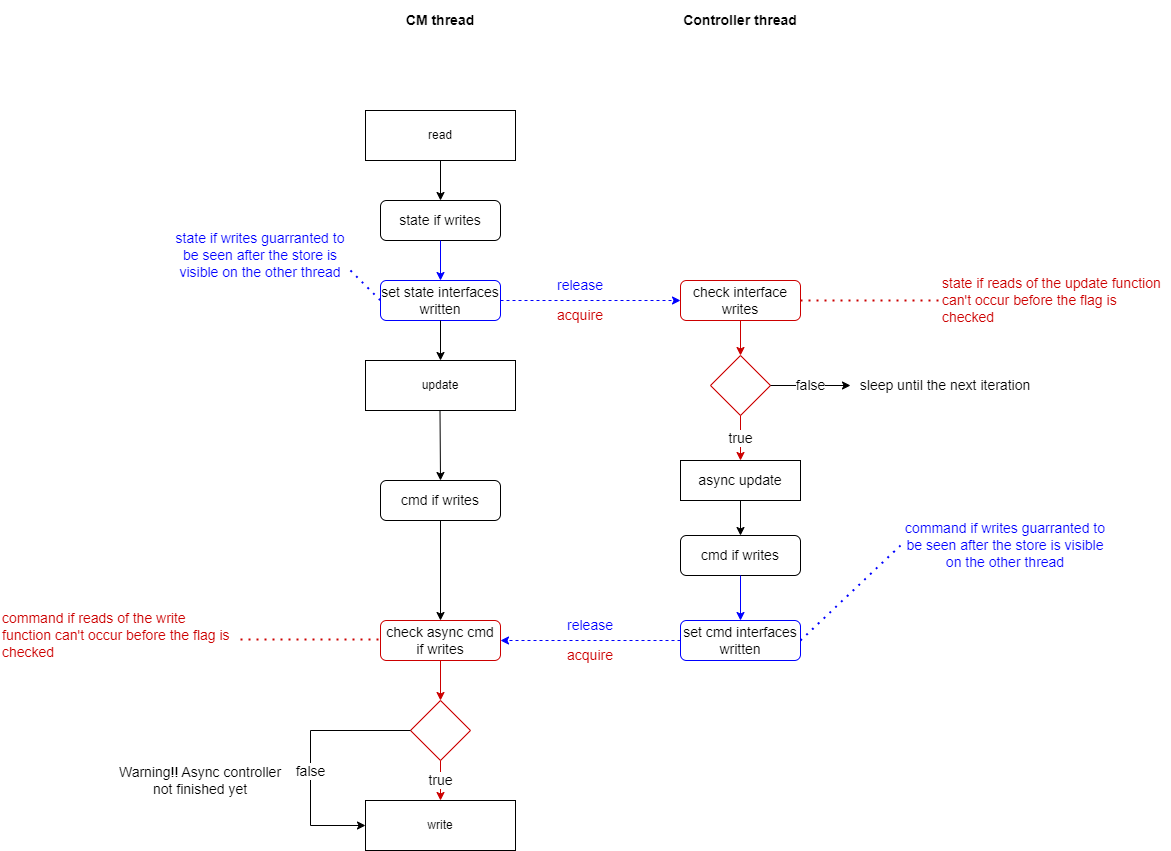 CM thread
Controller thread
read
state if writes
state if writes guarranted to
be seen after the store is
visible on the other thread
set state interfaces
written
release
acquire
check interface
writes
state if reads of the update function
can't occur before the flag is
checked
update
false
sleep until the next iteration
true
async update
cmd if writes
cmd if writes
command if writes guarranted to
be seen after the store is visible
on the other thread
command if reads of the write
function can't occur before the flag is
checked
check async cmd
if writes
release
acquire
set cmd interfaces
written
Warning!! Async controller
not finished yet
false
true
write